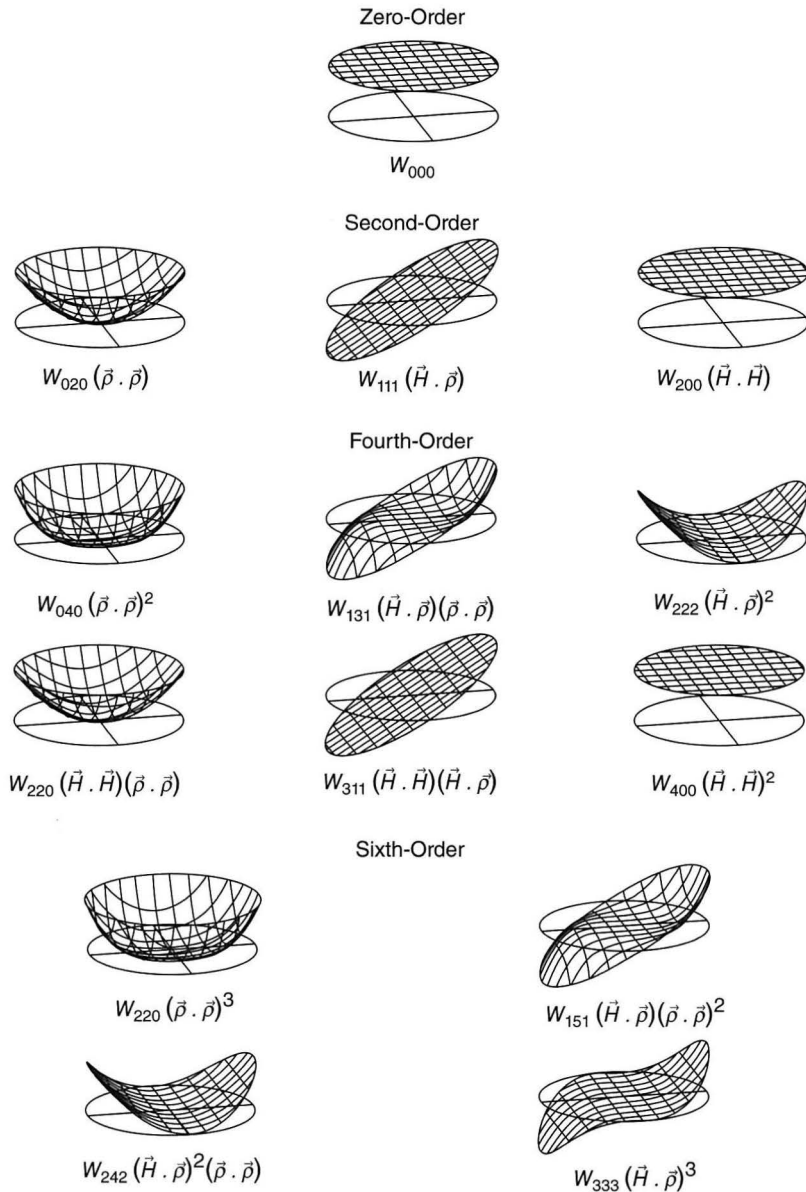 Zero-Order
W₀₀₀
Second-Order
W₀₂₀ (ρ⃗ . ρ⃗) W₁₁₁ (H⃗ . ρ⃗) W₂₀₀ (H⃗ . H⃗)
Fourth-Order
W₀₄₀ (ρ⃗ . ρ⃗)² W₁₃₁ (H⃗ . ρ⃗)(ρ⃗ . ρ⃗) W₂₂₂ (H⃗ . ρ⃗)²
W₂₂₀ (H⃗ . H⃗)(ρ⃗ . ρ⃗) W₃₁₁ (H⃗ . H⃗)(H⃗ . ρ⃗) W₄₀₀ (H⃗ . H⃗)²
Sixth-Order
W₂₂₀ (ρ⃗ . ρ⃗)³ W₁₅₁ (H⃗ . ρ⃗)(ρ⃗ . ρ⃗)²
W₂₄₂ (H⃗ . ρ⃗)²(ρ⃗ . ρ⃗) W₃₃₃ (H⃗ . ρ⃗)³